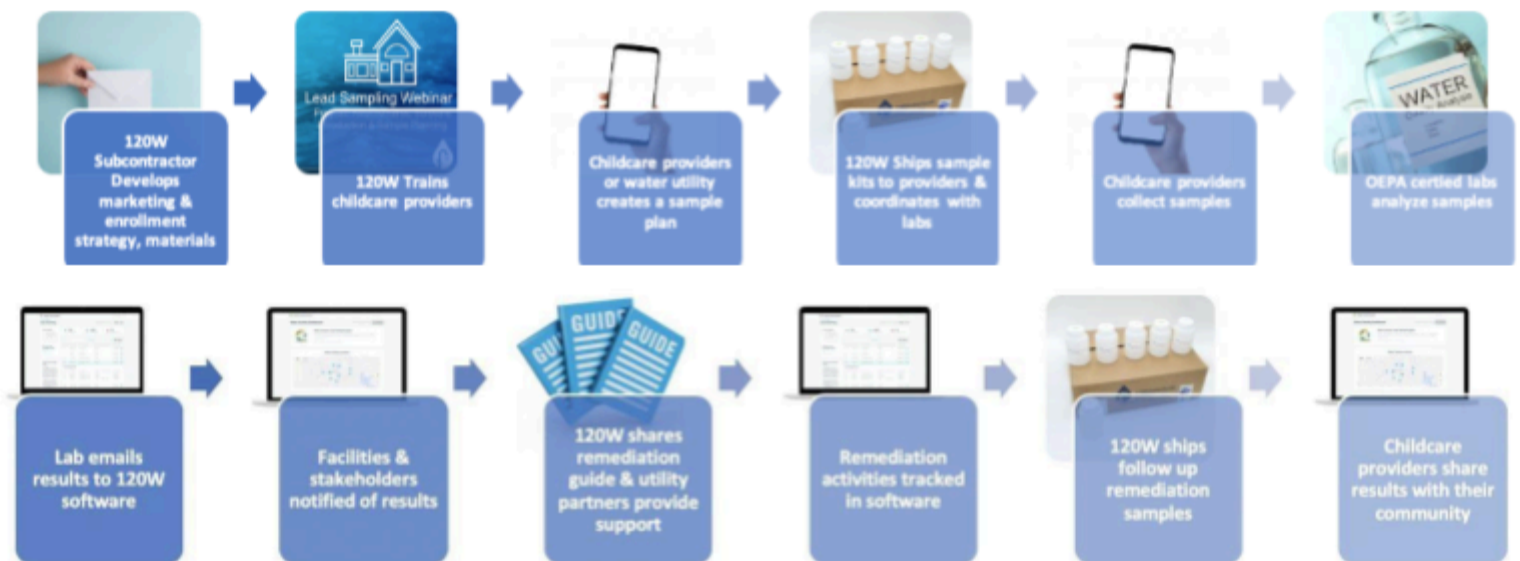 120W
Subcontractor
Develops
marketing &
enrollment
strategy, materials
Lead Sampling Webinar
120W Trains
childcare providers
Childcare providers
or water utility
creates a sample
plan
120W Ships sample
kits to providers &
coordinates with
labs
Childcare providers
collect samples
WATER
OEPA certied labs
analyze samples
Lab emails
results to 120W
software
Facilities &
stakeholders
notified of results
GUIDE
GUIDE
120W shares
remediation
guide & utility
partners provide
support
Remediation
activities tracked
in software
120W ships
follow up
remediation
samples
Childcare
providers share
results with their
community